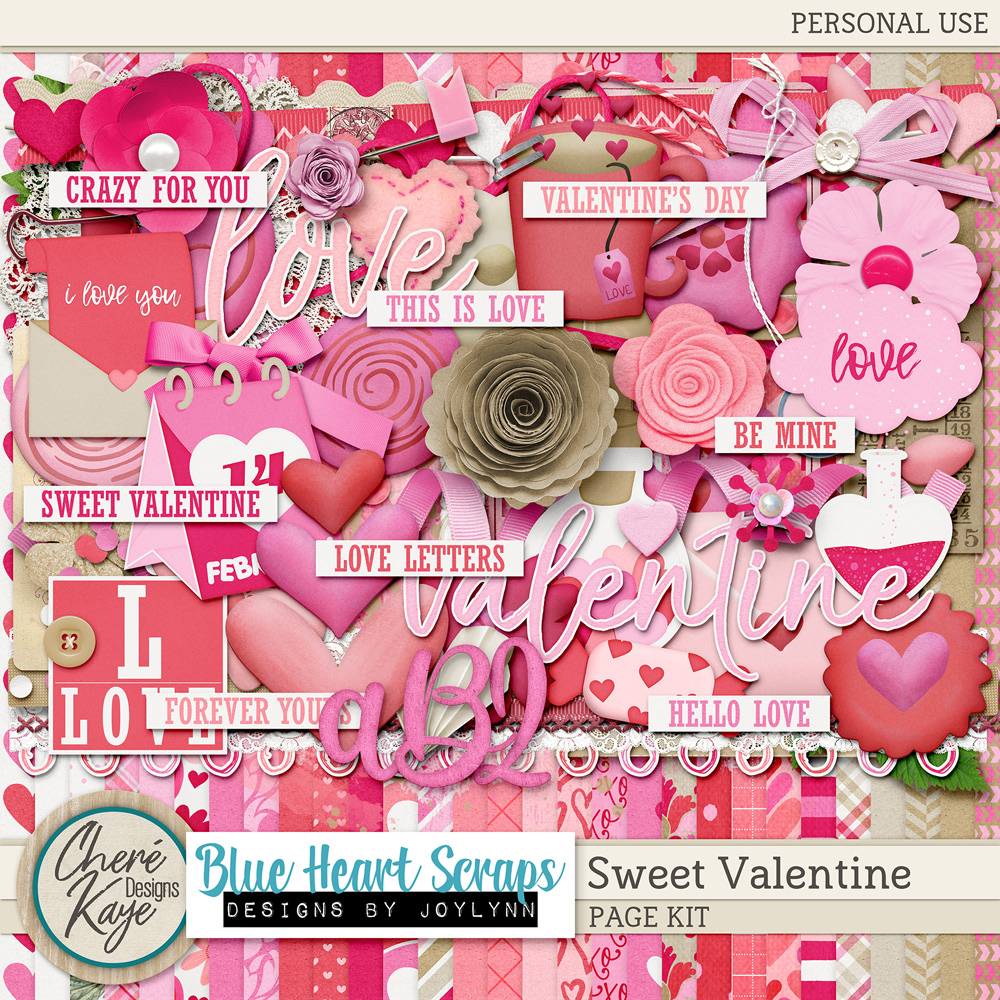 PERSONAL USE
CRAZY FOR YOU
VALENTINE'S DAY
love
i love you
THIS IS LOVE
LOVE
love
BE MINE
14
SWEET VALENTINE
LOVE LETTERS
FEBR
valentine
L
LOVE
FOREVER YOURS
aB2
HELLO LOVE
Cheré
Kaye
Designs
Blue Heart Scraps
DESIGNS BY JOYLYNN
Sweet Valentine
PAGE KIT